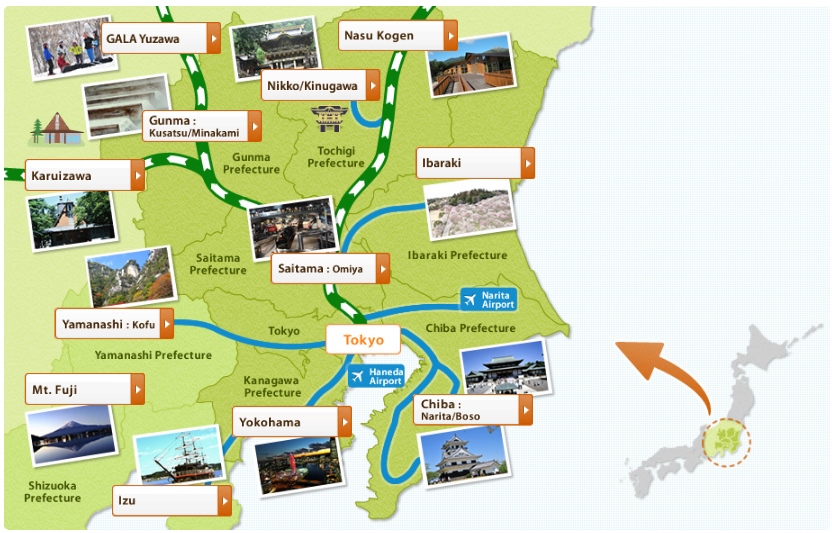 GALA Yuzawa
Nasu Kogen
Nikko/Kinugawa
Gunma :
Kusatsu/Minakami
Gunma
Prefecture
Tochigi
Prefecture
Ibaraki
Karuizawa
Saitama
Prefecture
Ibaraki Prefecture
Saitama : Omiya
Narita
Airport
Yamanashi : Kofu
Tokyo
Chiba Prefecture
Tokyo
Yamanashi Prefecture
Haneda
Airport
Kanagawa
Prefecture
Mt. Fuji
Chiba :
Narita/Boso
Yokohama
Shizuoka
Prefecture
Izu